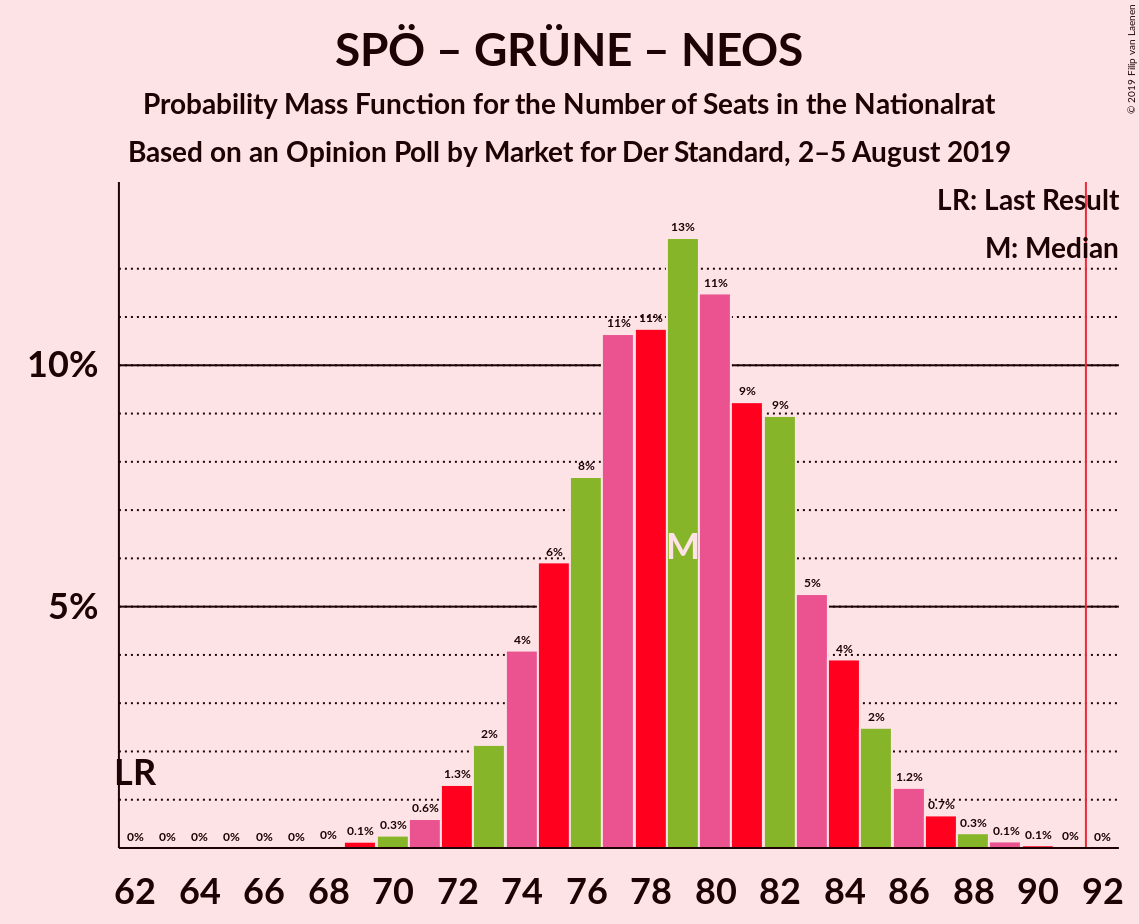 SPÖ – GRÜNE – NEOS
Probability Mass Function for the Number of Seats in the Nationalrat
Based on an Opinion Poll by Market for Der Standard, 2–5 August 2019
© 2019 Filip van Laenen
LR: Last Result
M: Median
13%
11%
11% 11%
10%
9% 9%
8%
M
6%
5%
5%
4% 4%
2% 2%
LR
1.3% 1.2%
0.6% 0.7%
0% 0% 0% 0% 0% 0% 0% 0.1% 0.3% 0.3% 0.1% 0.1% 0% 0%
62 64 66 68 70 72 74 76 78 80 82 84 86 88 90 92